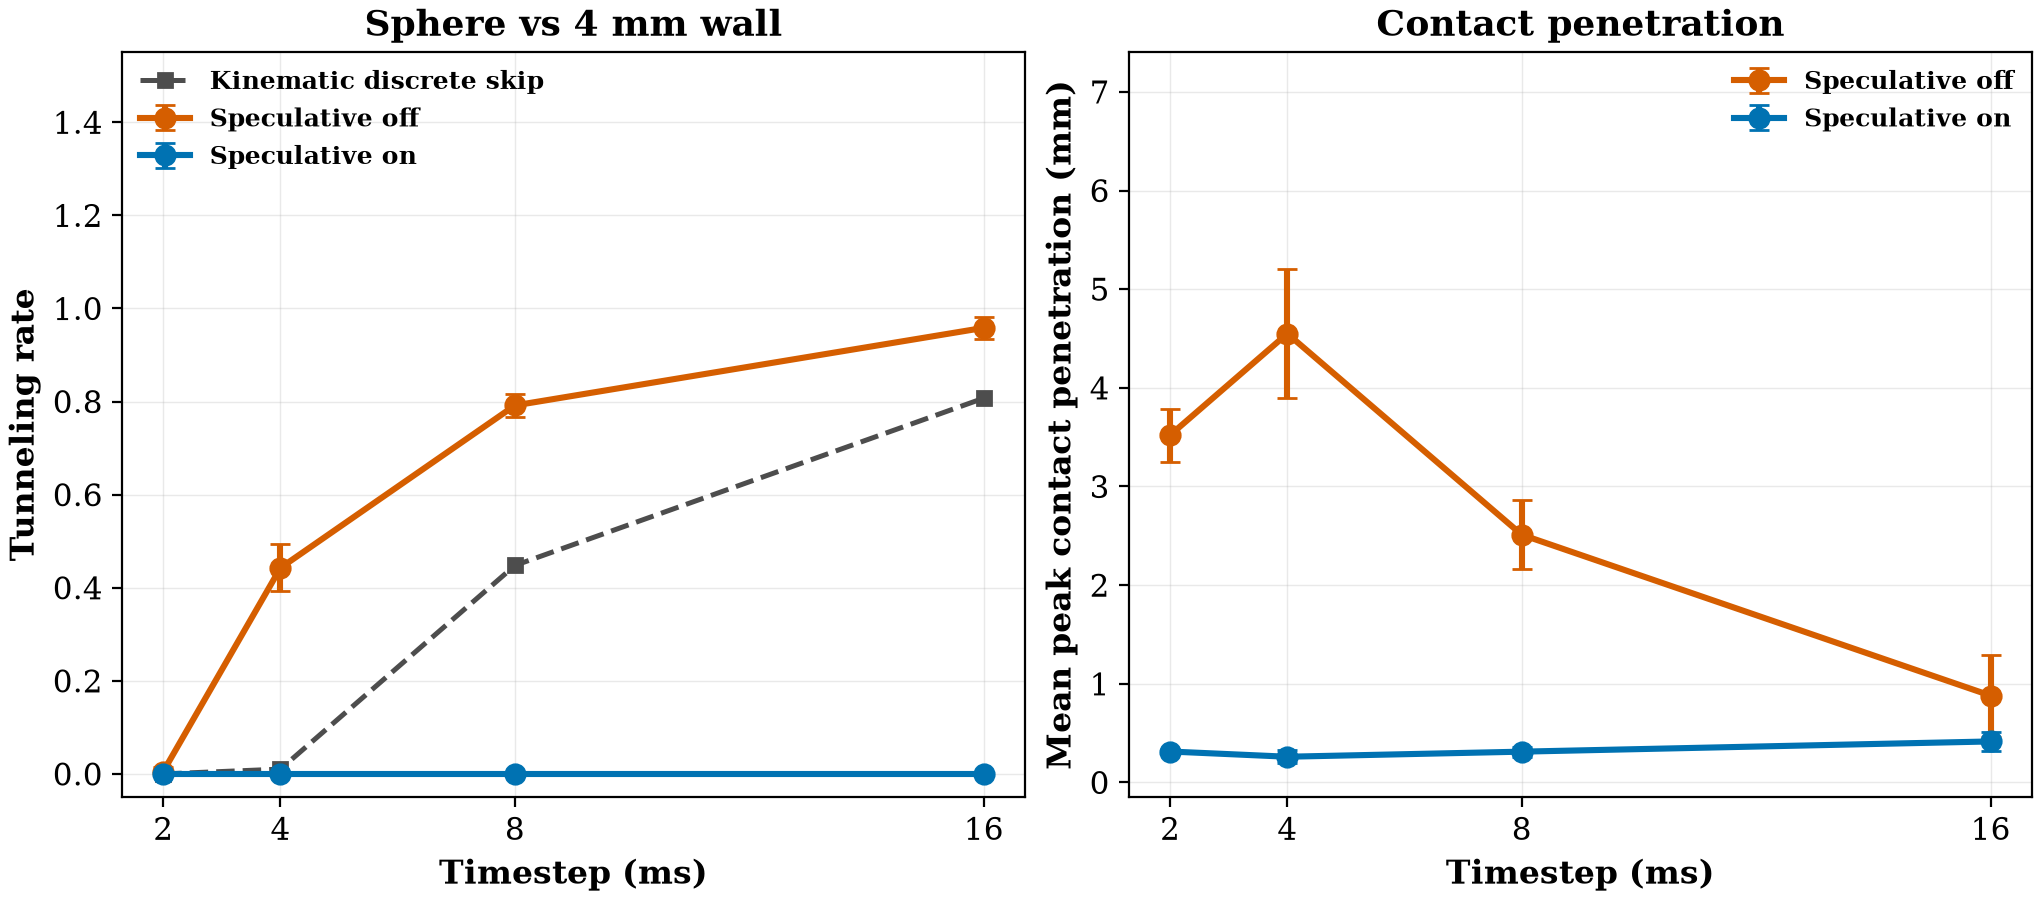 Sphere vs 4 mm wall
Kinematic discrete skip
Speculative off
Speculative on
Tunneling rate
1.4
1.2
1.0
0.8
0.6
0.4
0.2
0.0
2 4 8 16
Timestep (ms)
Contact penetration
Speculative off
Speculative on
Mean peak contact penetration (mm)
7
6
5
4
3
2
1
0
2 4 8 16
Timestep (ms)